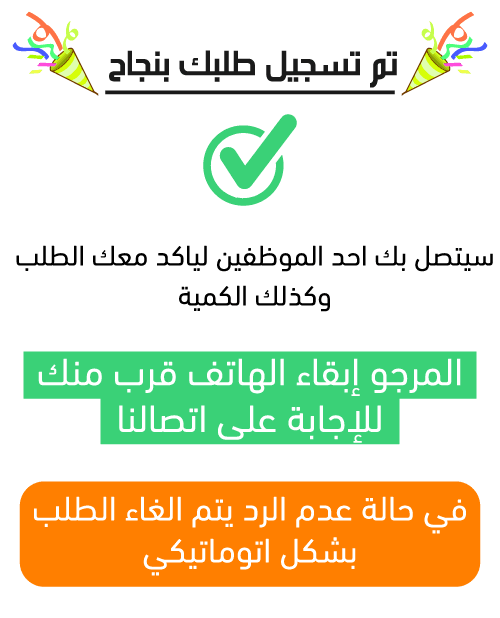 تم تسجيل طلبك بنجاح
سيتصل بك احد الموظفين لياكد معك الطلب
وكذلك الكمية
المرجو إبقاء الهاتف قرب منك
للإجابة على اتصالنا
في حالة عدم الرد يتم الغاء الطلب
بشكل اتوماتيكي